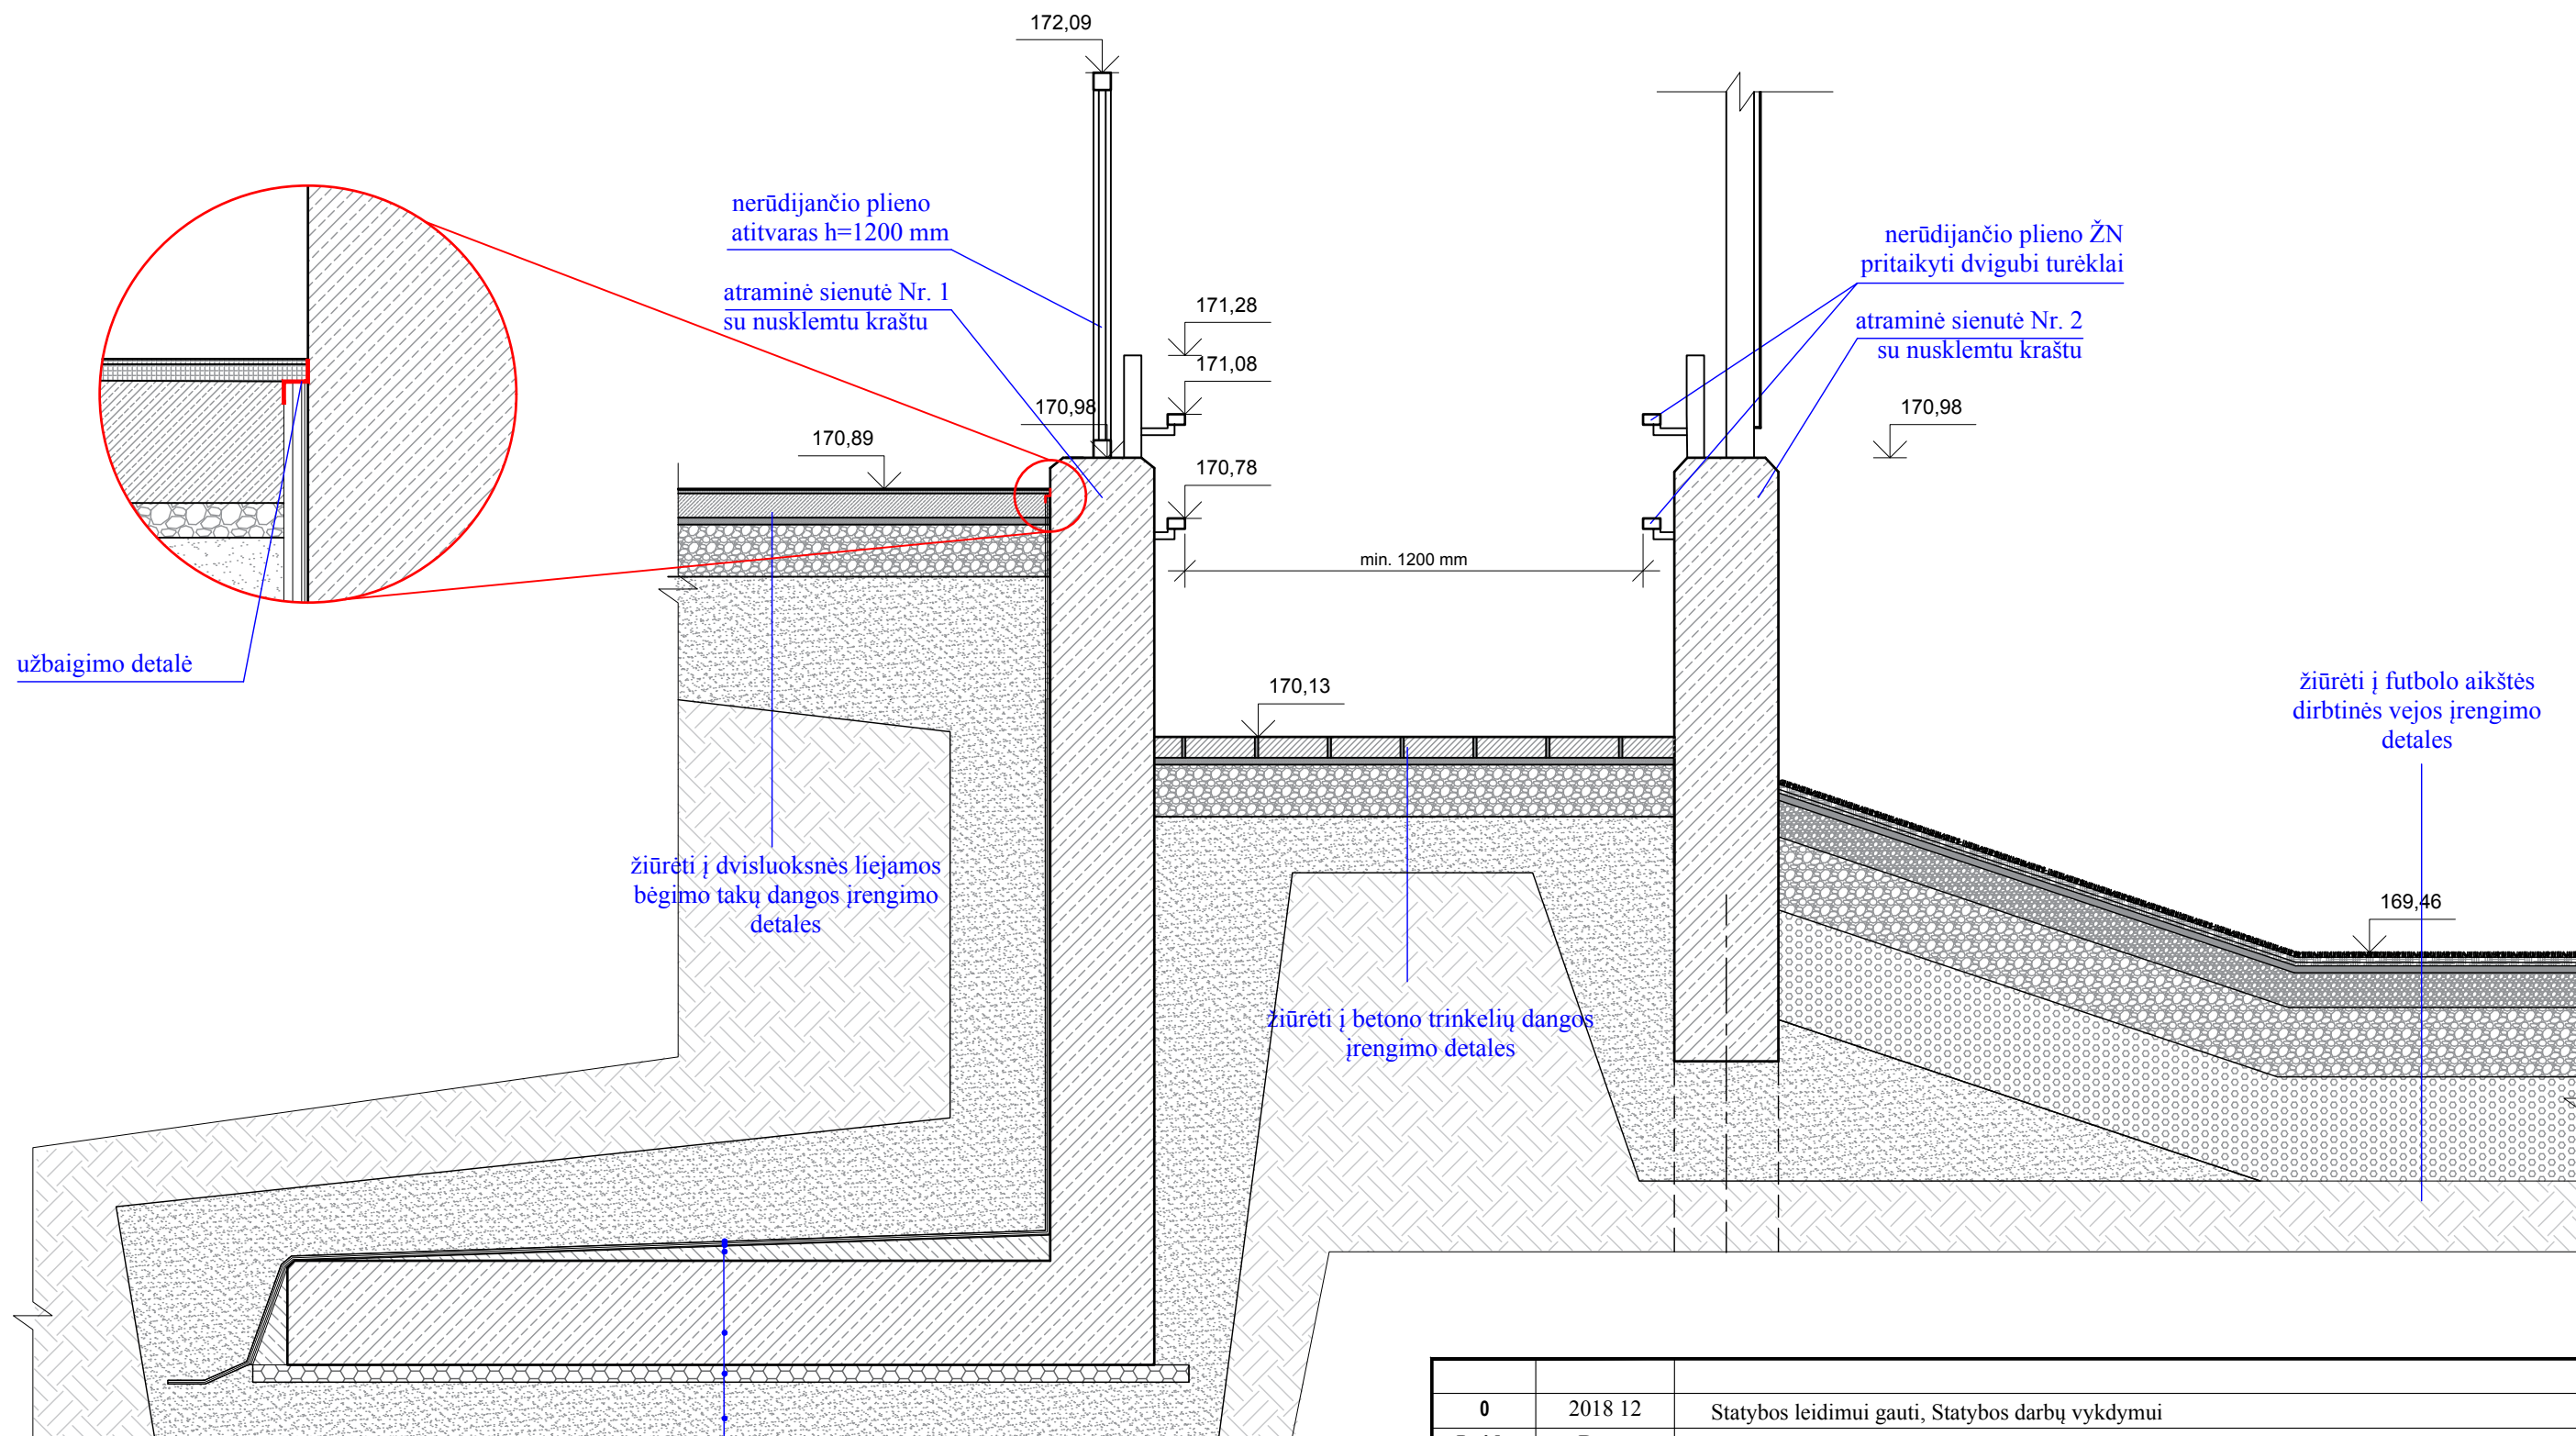 172,09
nerūdijančio plieno
atitvaras h=1200 mm
nerūdijančio plieno ŽN
pritaikyti dvigubi turėklai
atraminė sienutė Nr. 1
su nusklemtu kraštu
171,28
atraminė sienutė Nr. 2
su nusklemtu kraštu
171,08
170,98
170,98
170,89
170,78
min. 1200 mm
užbaigimo detalė
170,13
žiūrėti į futbolo aikštės
dirbtinės vejos įrengimo
detales
žiūrėti į dvisluoksnės liejamos
bėgimo takų dangos įrengimo
detales
169,46
žiūrėti į betono trinkelių dangos
įrengimo detales
0 2018 12 Statybos leidimui gauti, Statybos darbų vykdymui